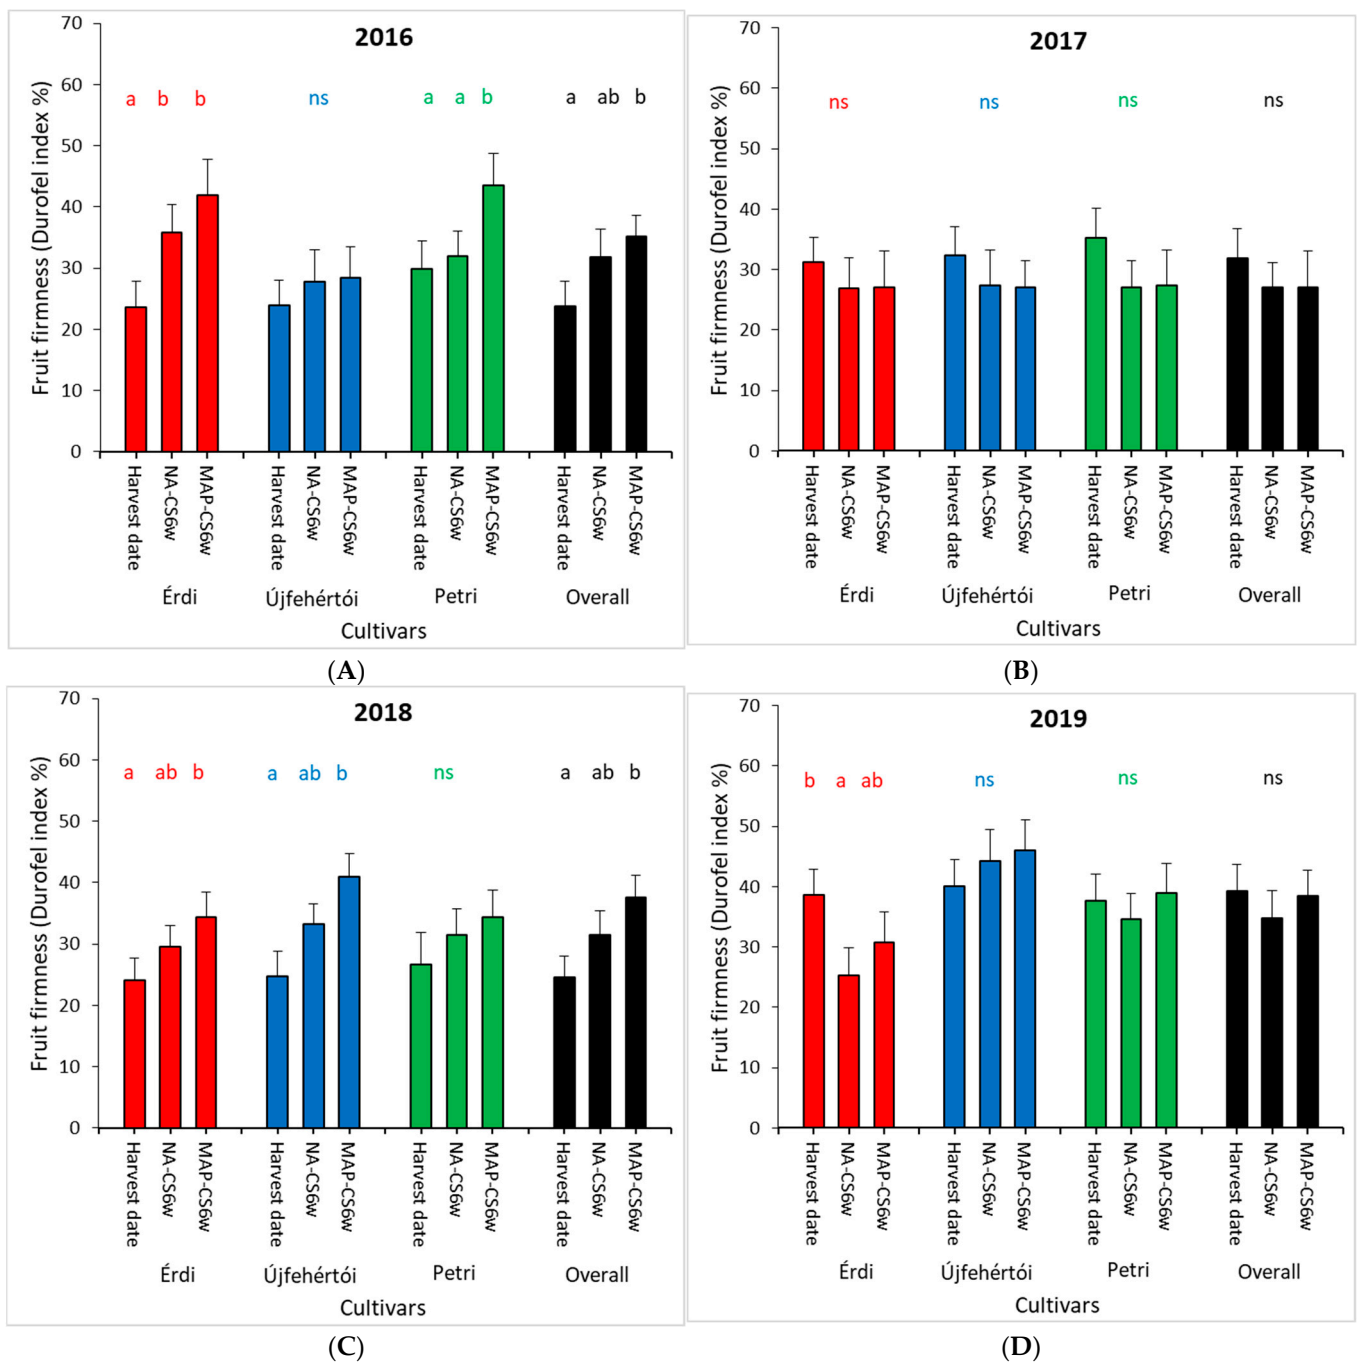 2016
Fruit firmness (Durofel index %)
70
60
50
40
30
20
10
0
a b b ns a a b a ab b
Harvest date NA-CS6w MAP-CS6w Harvest date NA-CS6w MAP-CS6w Harvest date NA-CS6w MAP-CS6w Harvest date NA-CS6w MAP-CS6w
Érdi Újfehértói Petri Overall
Cultivars
(A)
2017
Fruit firmness (Durofel index %)
70
60
50
40
30
20
10
0
ns ns ns ns
Harvest date NA-CS6w MAP-CS6w Harvest date NA-CS6w MAP-CS6w Harvest date NA-CS6w MAP-CS6w Harvest date NA-CS6w MAP-CS6w
Érdi Újfehértói Petri Overall
Cultivars
(B)
2018
Fruit firmness (Durofel index %)
70
60
50
40
30
20
10
0
a ab b a ab b ns a ab b
Harvest date NA-CS6w MAP-CS6w Harvest date NA-CS6w MAP-CS6w Harvest date NA-CS6w MAP-CS6w Harvest date NA-CS6w MAP-CS6w
Érdi Újfehértói Petri Overall
Cultivars
(C)
2019
Fruit firmness (Durofel index %)
70
60
50
40
30
20
10
0
b a ab ns ns ns
Harvest date NA-CS6w MAP-CS6w Harvest date NA-CS6w MAP-CS6w Harvest date NA-CS6w MAP-CS6w Harvest date NA-CS6w MAP-CS6w
Érdi Újfehértói Petri Overall
Cultivars
(D)